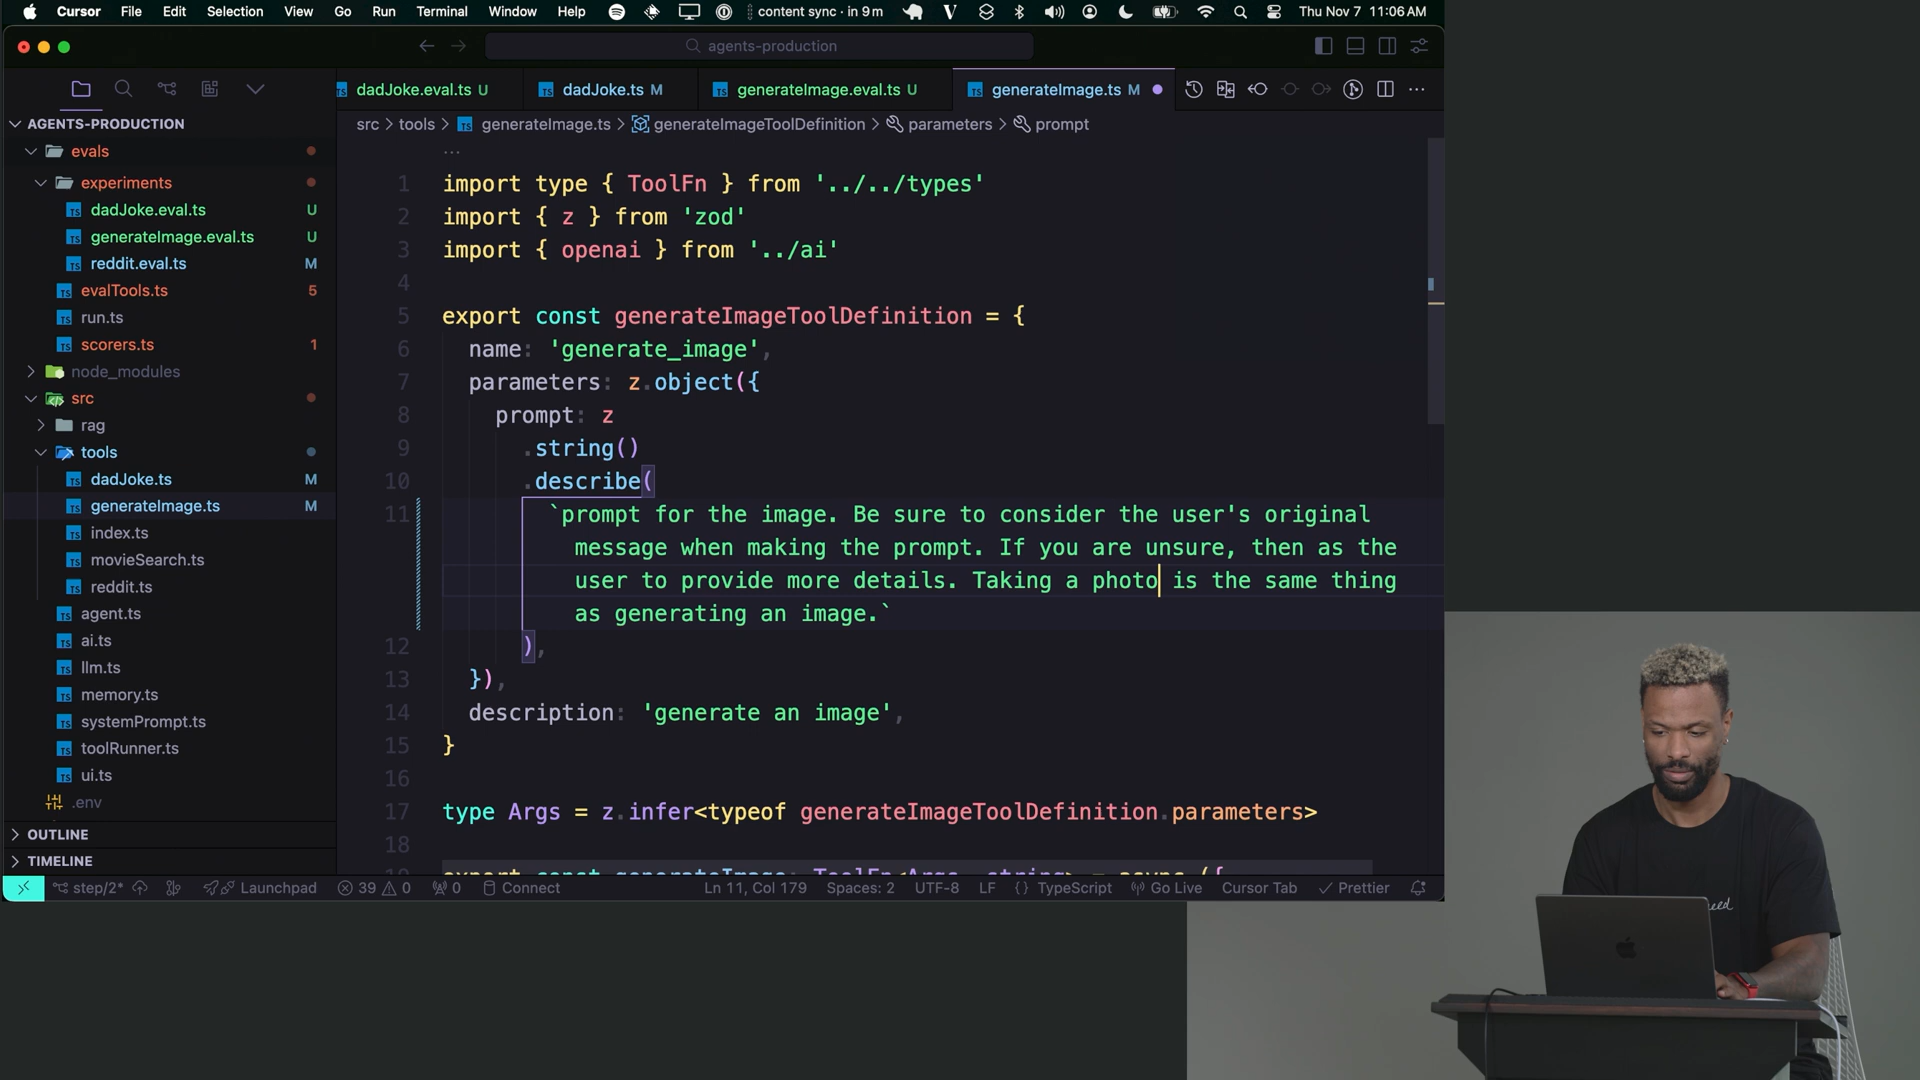 Cursor File Edit Selection View Go Run Terminal Window Help content sync · in 9 m Thu Nov 7 11:06 AM
agents-production
dadJoke.eval.ts U dadJoke.ts M generateImage.eval.ts U generateImage.ts M
AGENTS-PRODUCTION
src > tools > generateImage.ts > generateImageToolDefinition > parameters > prompt
evals
experiments
dadJoke.eval.ts U
generateImage.eval.ts U
reddit.eval.ts M
evalTools.ts 5
run.ts
scorers.ts 1
node_modules
src
rag
tools
dadJoke.ts M
generateImage.ts M
index.ts
movieSearch.ts
reddit.ts
agent.ts
ai.ts
llm.ts
memory.ts
systemPrompt.ts
toolRunner.ts
ui.ts
.env
OUTLINE
TIMELINE
...
1 import type { ToolFn } from '../../types'
2 import { z } from 'zod'
3 import { openai } from '../ai'
4
5 export const generateImageToolDefinition = {
6 name: 'generate_image',
7 parameters: z.object({
8 prompt: z
9 .string()
10 .describe(
11 `prompt for the image. Be sure to consider the user's original
message when making the prompt. If you are unsure, then as the
user to provide more details. Taking a photo is the same thing
as generating an image.`
12 ),
13 }),
14 description: 'generate an image',
15 }
16
17 type Args = z.infer<typeof generateImageToolDefinition.parameters>
18
19 export const generateImage: ToolFn<Args, string> = async ({
step/2* Launchpad 39 0 0 Connect Ln 11, Col 179 Spaces: 2 UTF-8 LF {} TypeScript Go Live Cursor Tab Prettier